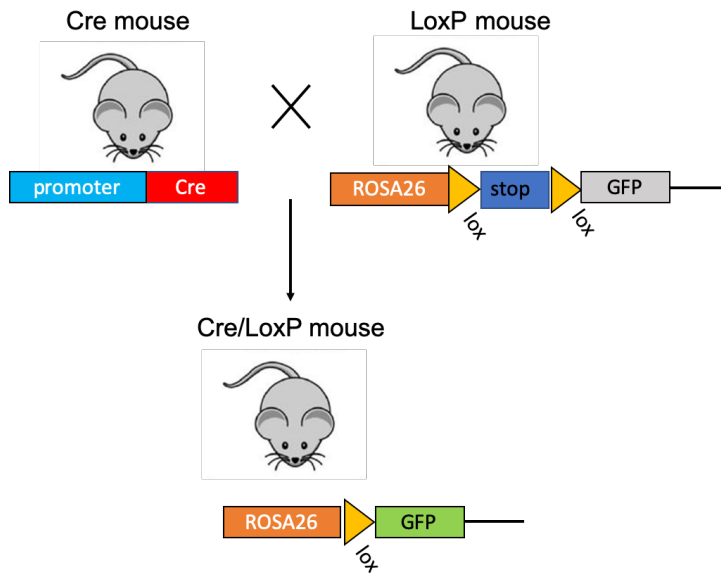 Cre mouse
LoxP mouse
promoter
Cre
ROSA26
stop
GFP
lox
lox
Cre/LoxP mouse
ROSA26
GFP
lox